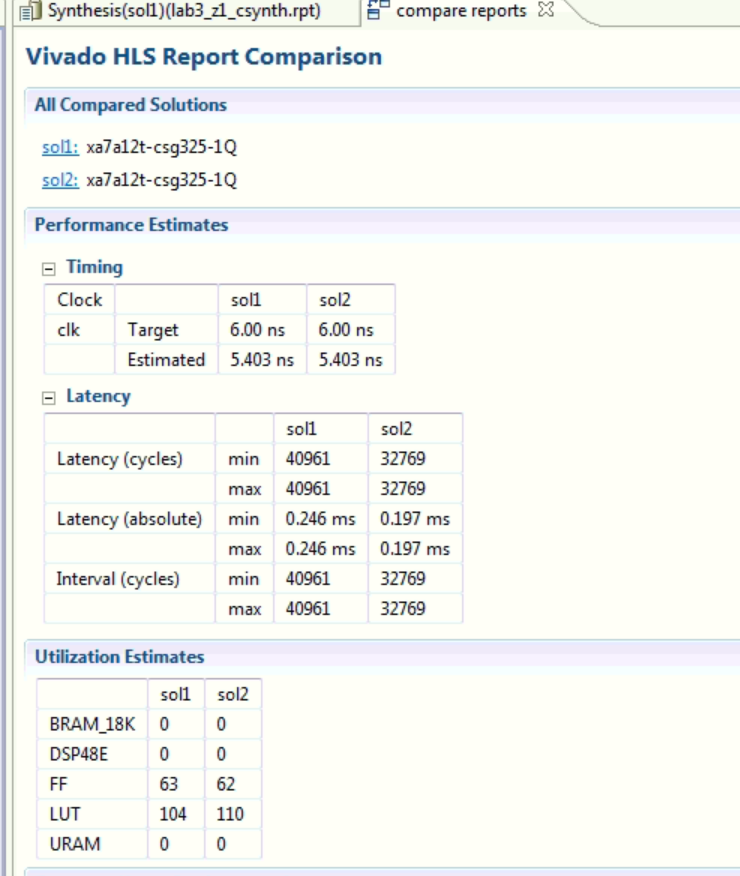 Synthesis(sol1)(lab3_z1_csynth.rpt) compare reports
Vivado HLS Report Comparison
All Compared Solutions
sol1: xa7a12t-csg325-1Q
sol2: xa7a12t-csg325-1Q
Performance Estimates
Timing
Clock sol1 sol2
clk Target 6.00 ns 6.00 ns
Estimated 5.403 ns 5.403 ns
Latency
sol1 sol2
Latency (cycles) min 40961 32769
max 40961 32769
Latency (absolute) min 0.246 ms 0.197 ms
max 0.246 ms 0.197 ms
Interval (cycles) min 40961 32769
max 40961 32769
Utilization Estimates
sol1 sol2
BRAM_18K 0 0
DSP48E 0 0
FF 63 62
LUT 104 110
URAM 0 0